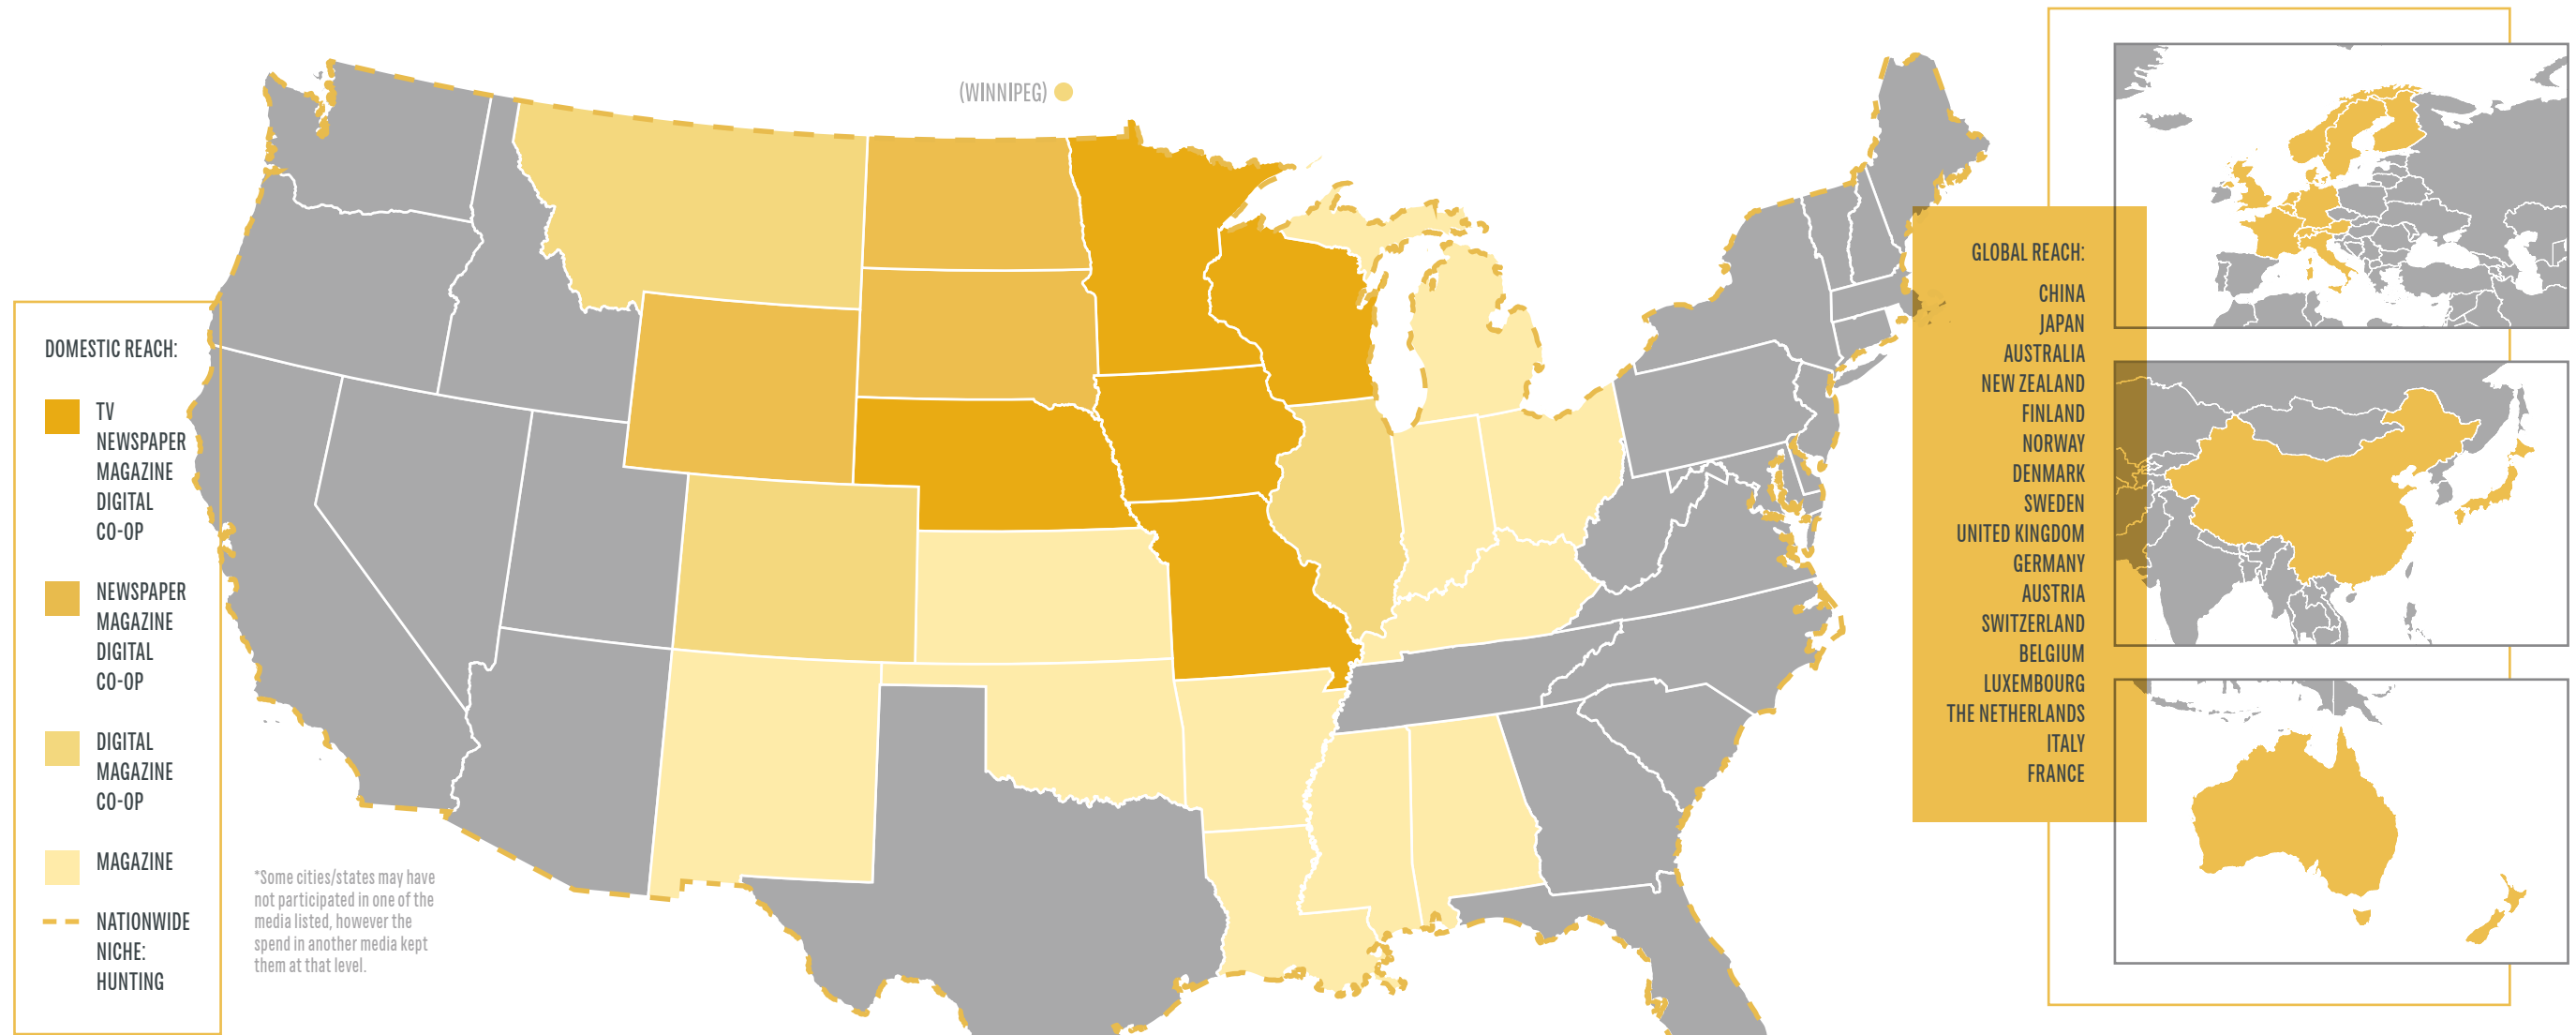 (WINNIPEG)
DOMESTIC REACH:
TV
NEWSPAPER
MAGAZINE
DIGITAL
CO-OP
NEWSPAPER
MAGAZINE
DIGITAL
CO-OP
DIGITAL
MAGAZINE
CO-OP
MAGAZINE
NATIONWIDE
NICHE:
HUNTING
*Some cities/states may have
not participated in one of the
media listed, however the
spend in another media kept
them at that level.
GLOBAL REACH:
CHINA
JAPAN
AUSTRALIA
NEW ZEALAND
FINLAND
NORWAY
DENMARK
SWEDEN
UNITED KINGDOM
GERMANY
AUSTRIA
SWITZERLAND
BELGIUM
LUXEMBOURG
THE NETHERLANDS
ITALY
FRANCE